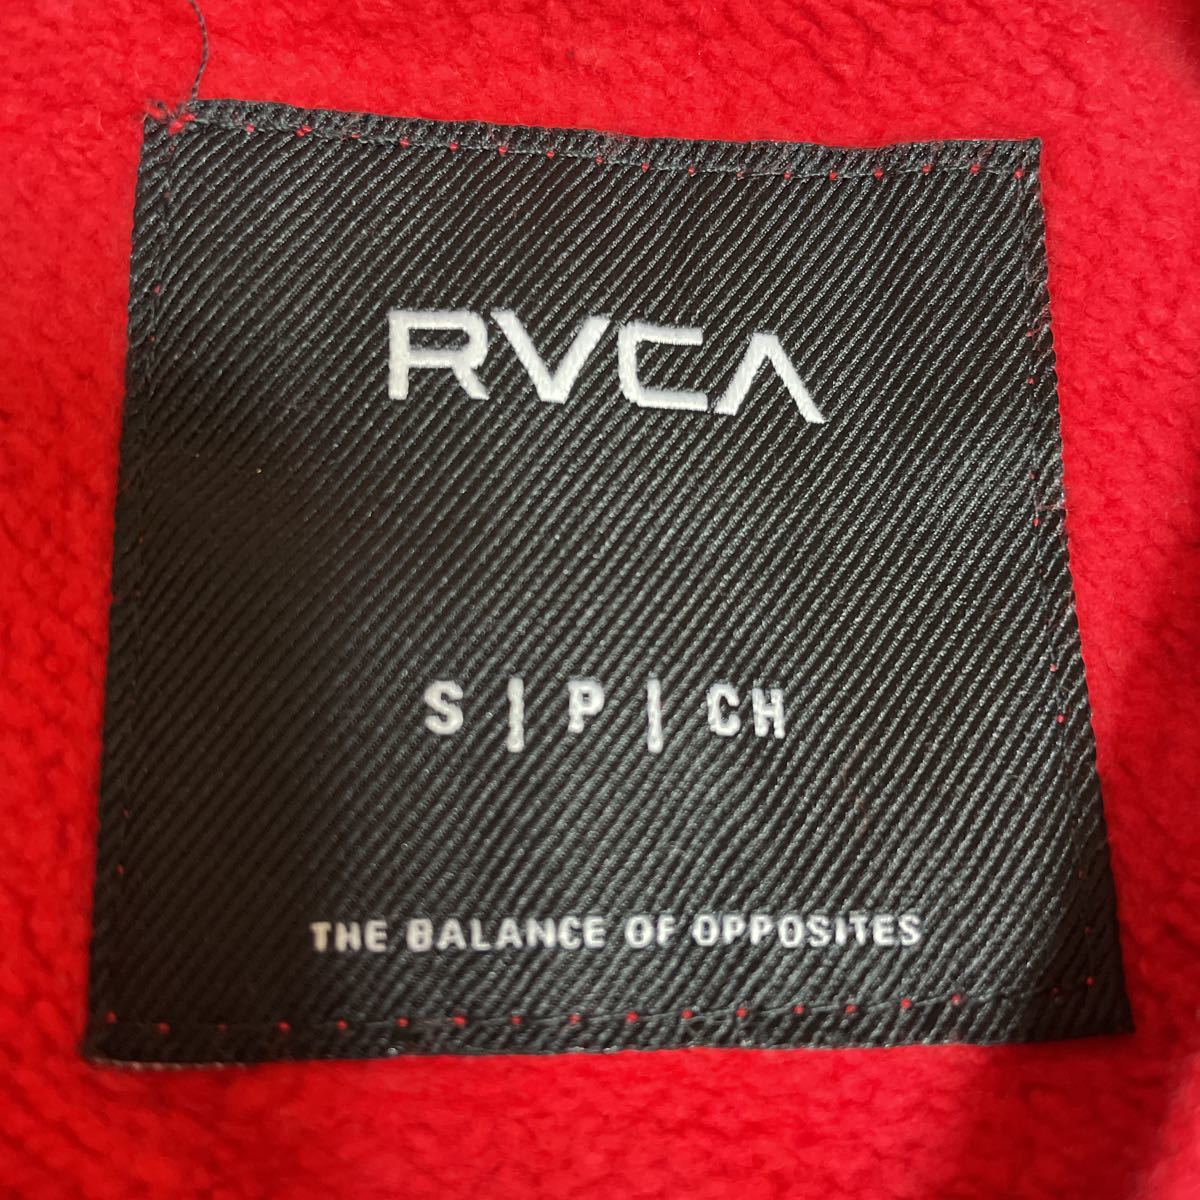 RVCA
S | P | CH
THE BALANCE OF OPPOSITES